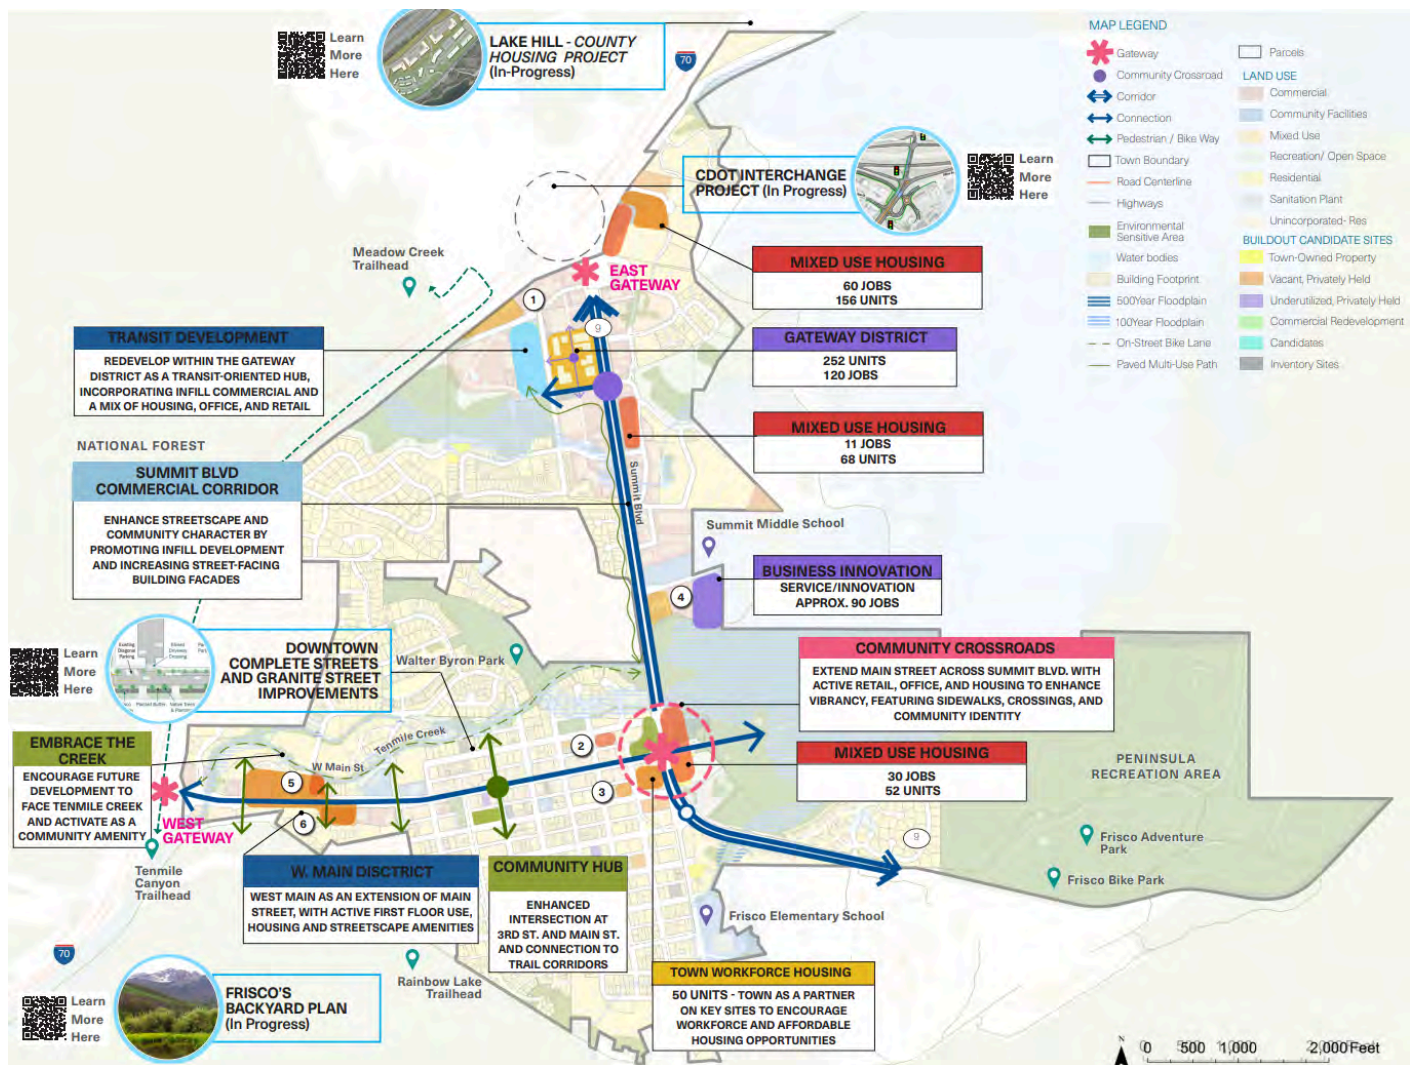 Learn
More
Here
LAKE HILL - COUNTY
HOUSING PROJECT
(In-Progress)
70
MAP LEGEND
Gateway
Community Crossroad
Corridor
Connection
Pedestrian / Bike Way
Town Boundary
Road Centerline
Highways
Environmental
Sensitive Area
Water bodies
Building Footprint
500Year Floodplain
100Year Floodplain
On-Street Bike Lane
Paved Multi-Use Path
Parcels
LAND USE
Commercial
Community Facilities
Mixed Use
Recreation/ Open Space
Residential
Sanitation Plant
Unincorporated- Res
BUILDOUT CANDIDATE SITES
Town-Owned Property
Vacant, Privately Held
Underutilized, Privately Held
Commercial Redevelopment
Candidates
Inventory Sites
CDOT INTERCHANGE
PROJECT (In Progress)
Learn
More
Here
Meadow Creek
Trailhead
EAST
GATEWAY
MIXED USE HOUSING
60 JOBS
156 UNITS
1
9
TRANSIT DEVELOPMENT
REDEVELOP WITHIN THE GATEWAY
DISTRICT AS A TRANSIT-ORIENTED HUB,
INCORPORATING INFILL COMMERCIAL AND
A MIX OF HOUSING, OFFICE, AND RETAIL
GATEWAY DISTRICT
252 UNITS
120 JOBS
MIXED USE HOUSING
11 JOBS
68 UNITS
NATIONAL FOREST
SUMMIT BLVD
COMMERCIAL CORRIDOR
ENHANCE STREETSCAPE AND
COMMUNITY CHARACTER BY
PROMOTING INFILL DEVELOPMENT
AND INCREASING STREET-FACING
BUILDING FACADES
Summit Blvd
Summit Middle School
BUSINESS INNOVATION
SERVICE/INNOVATION
APPROX. 90 JOBS
4
Learn
More
Here
Existing
Diagonal
Parking
DOWNTOWN
COMPLETE STREETS
AND GRANITE STREET
IMPROVEMENTS
Walter Byron Park
COMMUNITY CROSSROADS
EXTEND MAIN STREET ACROSS SUMMIT BLVD. WITH
ACTIVE RETAIL, OFFICE, AND HOUSING TO ENHANCE
VIBRANCY, FEATURING SIDEWALKS, CROSSINGS, AND
COMMUNITY IDENTITY
Tenmile Creek
W Main St
2
EMBRACE THE
CREEK
ENCOURAGE FUTURE
DEVELOPMENT TO
FACE TENMILE CREEK
AND ACTIVATE AS A
COMMUNITY AMENITY
5
3
6
MIXED USE HOUSING
30 JOBS
52 UNITS
PENINSULA
RECREATION AREA
WEST
GATEWAY
9
Frisco Adventure
Park
Frisco Bike Park
Tenmile
Canyon
Trailhead
W. MAIN DISCTRICT
WEST MAIN AS AN EXTENSION OF MAIN
STREET, WITH ACTIVE FIRST FLOOR USE,
HOUSING AND STREETSCAPE AMENITIES
COMMUNITY HUB
ENHANCED
INTERSECTION AT
3RD ST. AND MAIN ST.
AND CONNECTION TO
TRAIL CORRIDORS
Frisco Elementary School
70
Rainbow Lake
Trailhead
TOWN WORKFORCE HOUSING
50 UNITS - TOWN AS A PARTNER
ON KEY SITES TO ENCOURAGE
WORKFORCE AND AFFORDABLE
HOUSING OPPORTUNITIES
Learn
More
Here
FRISCO'S
BACKYARD PLAN
(In Progress)
N
0 500 1,000 2,000 Feet